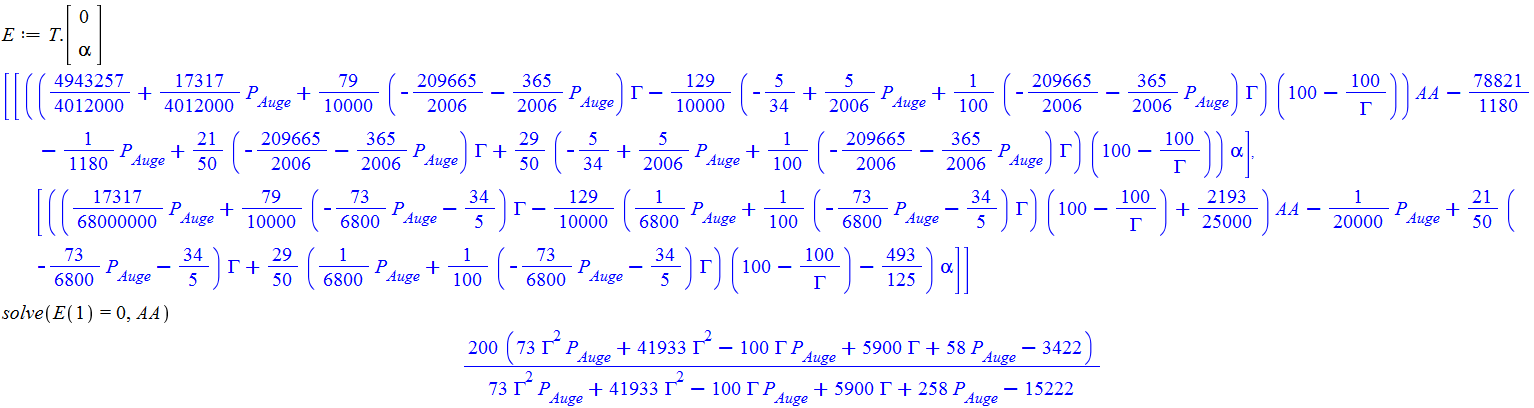 E := T.[0 α]
[[(((4943257/4012000 + 17317/4012000 P_Auge + 79/10000 (-209665/2006 - 365/2006 P_Auge) Γ - 129/10000 (-5/34 + 5/2006 P_Auge + 1/100 (-209665/2006 - 365/2006 P_Auge) Γ) (100 - 100/Γ)) AA - 78821/1180
- 1/1180 P_Auge + 21/50 (-209665/2006 - 365/2006 P_Auge) Γ + 29/50 (-5/34 + 5/2006 P_Auge + 1/100 (-209665/2006 - 365/2006 P_Auge) Γ) (100 - 100/Γ)) α],
[((17317/68000000 P_Auge + 79/10000 (-73/6800 P_Auge - 34/5) Γ - 129/10000 (1/6800 P_Auge + 1/100 (-73/6800 P_Auge - 34/5) Γ) (100 - 100/Γ) + 2193/25000) AA - 1/20000 P_Auge + 21/50 (
-73/6800 P_Auge - 34/5) Γ + 29/50 (1/6800 P_Auge + 1/100 (-73/6800 P_Auge - 34/5) Γ) (100 - 100/Γ) - 493/125) α]]
solve(E(1) = 0, AA)
200 (73 Γ² P_Auge + 41933 Γ² - 100 Γ P_Auge + 5900 Γ + 58 P_Auge - 3422)
73 Γ² P_Auge + 41933 Γ² - 100 Γ P_Auge + 5900 Γ + 258 P_Auge - 15222